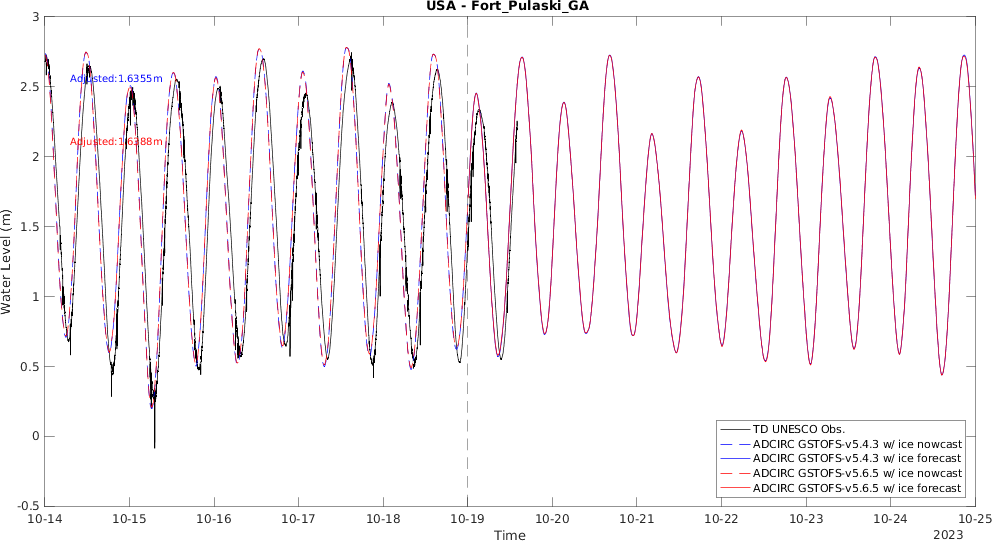 USA - Fort_Pulaski_GA
3
2.5
2
1.5
1
0.5
0
-0.5
Water Level (m)
Adjusted:1.6355m
Adjusted:1.6388m
TD UNESCO Obs.
ADCIRC GSTOFS-v5.4.3 w/ ice nowcast
ADCIRC GSTOFS-v5.4.3 w/ ice forecast
ADCIRC GSTOFS-v5.6.5 w/ ice nowcast
ADCIRC GSTOFS-v5.6.5 w/ ice forecast
10-14 10-15 10-16 10-17 10-18 10-19 10-20 10-21 10-22 10-23 10-24 10-25
Time
2023